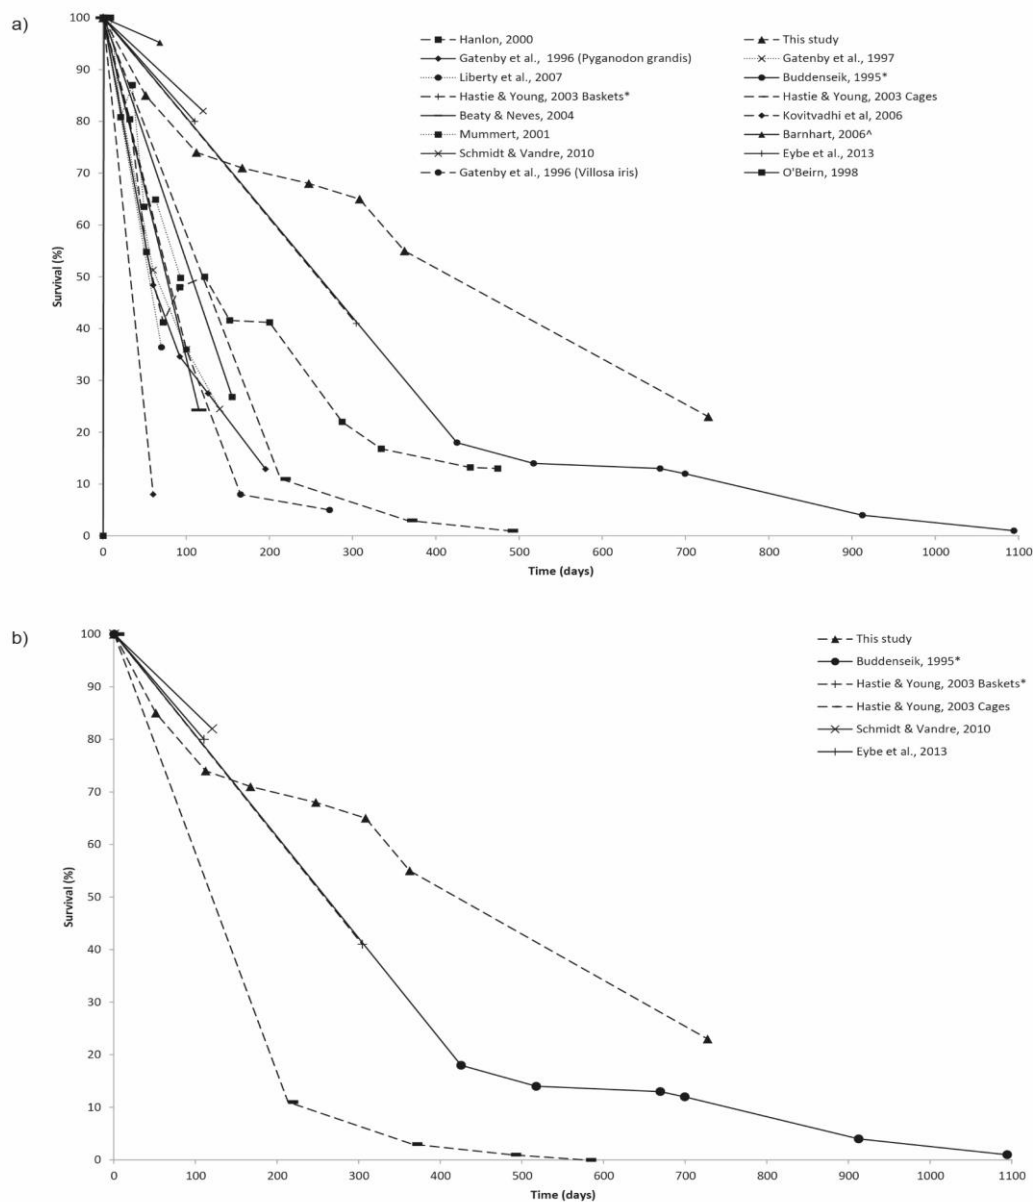 a)
Hanlon, 2000
This study
Gatenby et al., 1996 (Pyganodon grandis)
Gatenby et al., 1997
Liberty et al., 2007
Buddenseik, 1995*
Hastie & Young, 2003 Baskets*
Hastie & Young, 2003 Cages
Beaty & Neves, 2004
Kovitvadhi et al, 2006
Mummert, 2001
Barnhart, 2006^
Schmidt & Vandre, 2010
Eybe et al., 2013
Gatenby et al., 1996 (Villosa iris)
O'Beirn, 1998
Survival (%)
100
90
80
70
60
50
40
30
20
10
0
0 100 200 300 400 500 600 700 800 900 1000 1100
Time (days)
b)
This study
Buddenseik, 1995*
Hastie & Young, 2003 Baskets*
Hastie & Young, 2003 Cages
Schmidt & Vandre, 2010
Eybe et al., 2013
Survival (%)
100
90
80
70
60
50
40
30
20
10
0
0 100 200 300 400 500 600 700 800 900 1000 1100
Time (days)